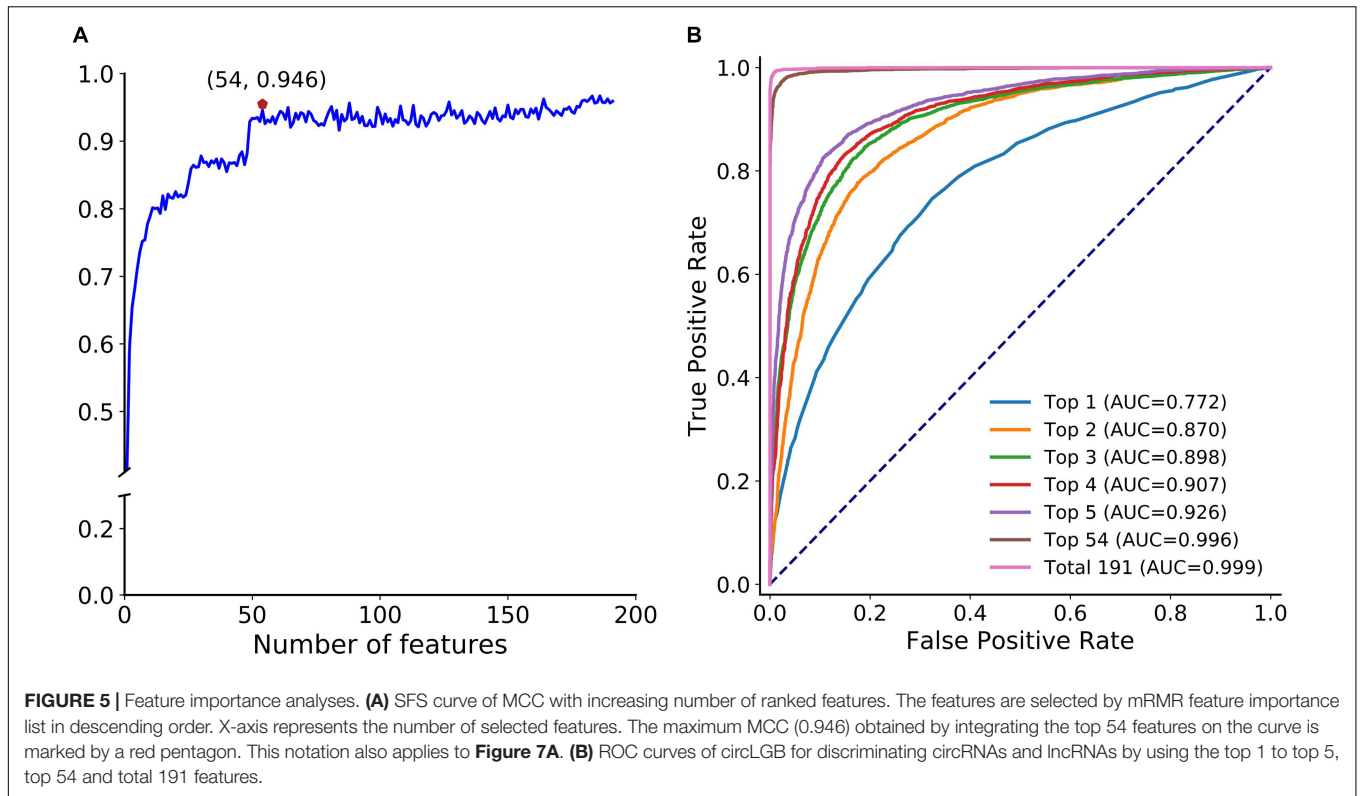 A
(54, 0.946)
1.0
0.9
0.8
0.7
0.6
0.5
0.2
0.0
0
50
100
150
200
Number of features
B
True Positive Rate
1.0
0.8
0.6
0.4
0.2
0.0
Top 1 (AUC=0.772)
Top 2 (AUC=0.870)
Top 3 (AUC=0.898)
Top 4 (AUC=0.907)
Top 5 (AUC=0.926)
Top 54 (AUC=0.996)
Total 191 (AUC=0.999)
0.0
0.2
0.4
0.6
0.8
1.0
False Positive Rate
FIGURE 5 | Feature importance analyses. (A) SFS curve of MCC with increasing number of ranked features. The features are selected by mRMR feature importance
list in descending order. X-axis represents the number of selected features. The maximum MCC (0.946) obtained by integrating the top 54 features on the curve is
marked by a red pentagon. This notation also applies to Figure 7A. (B) ROC curves of circLGB for discriminating circRNAs and lncRNAs by using the top 1 to top 5,
top 54 and total 191 features.